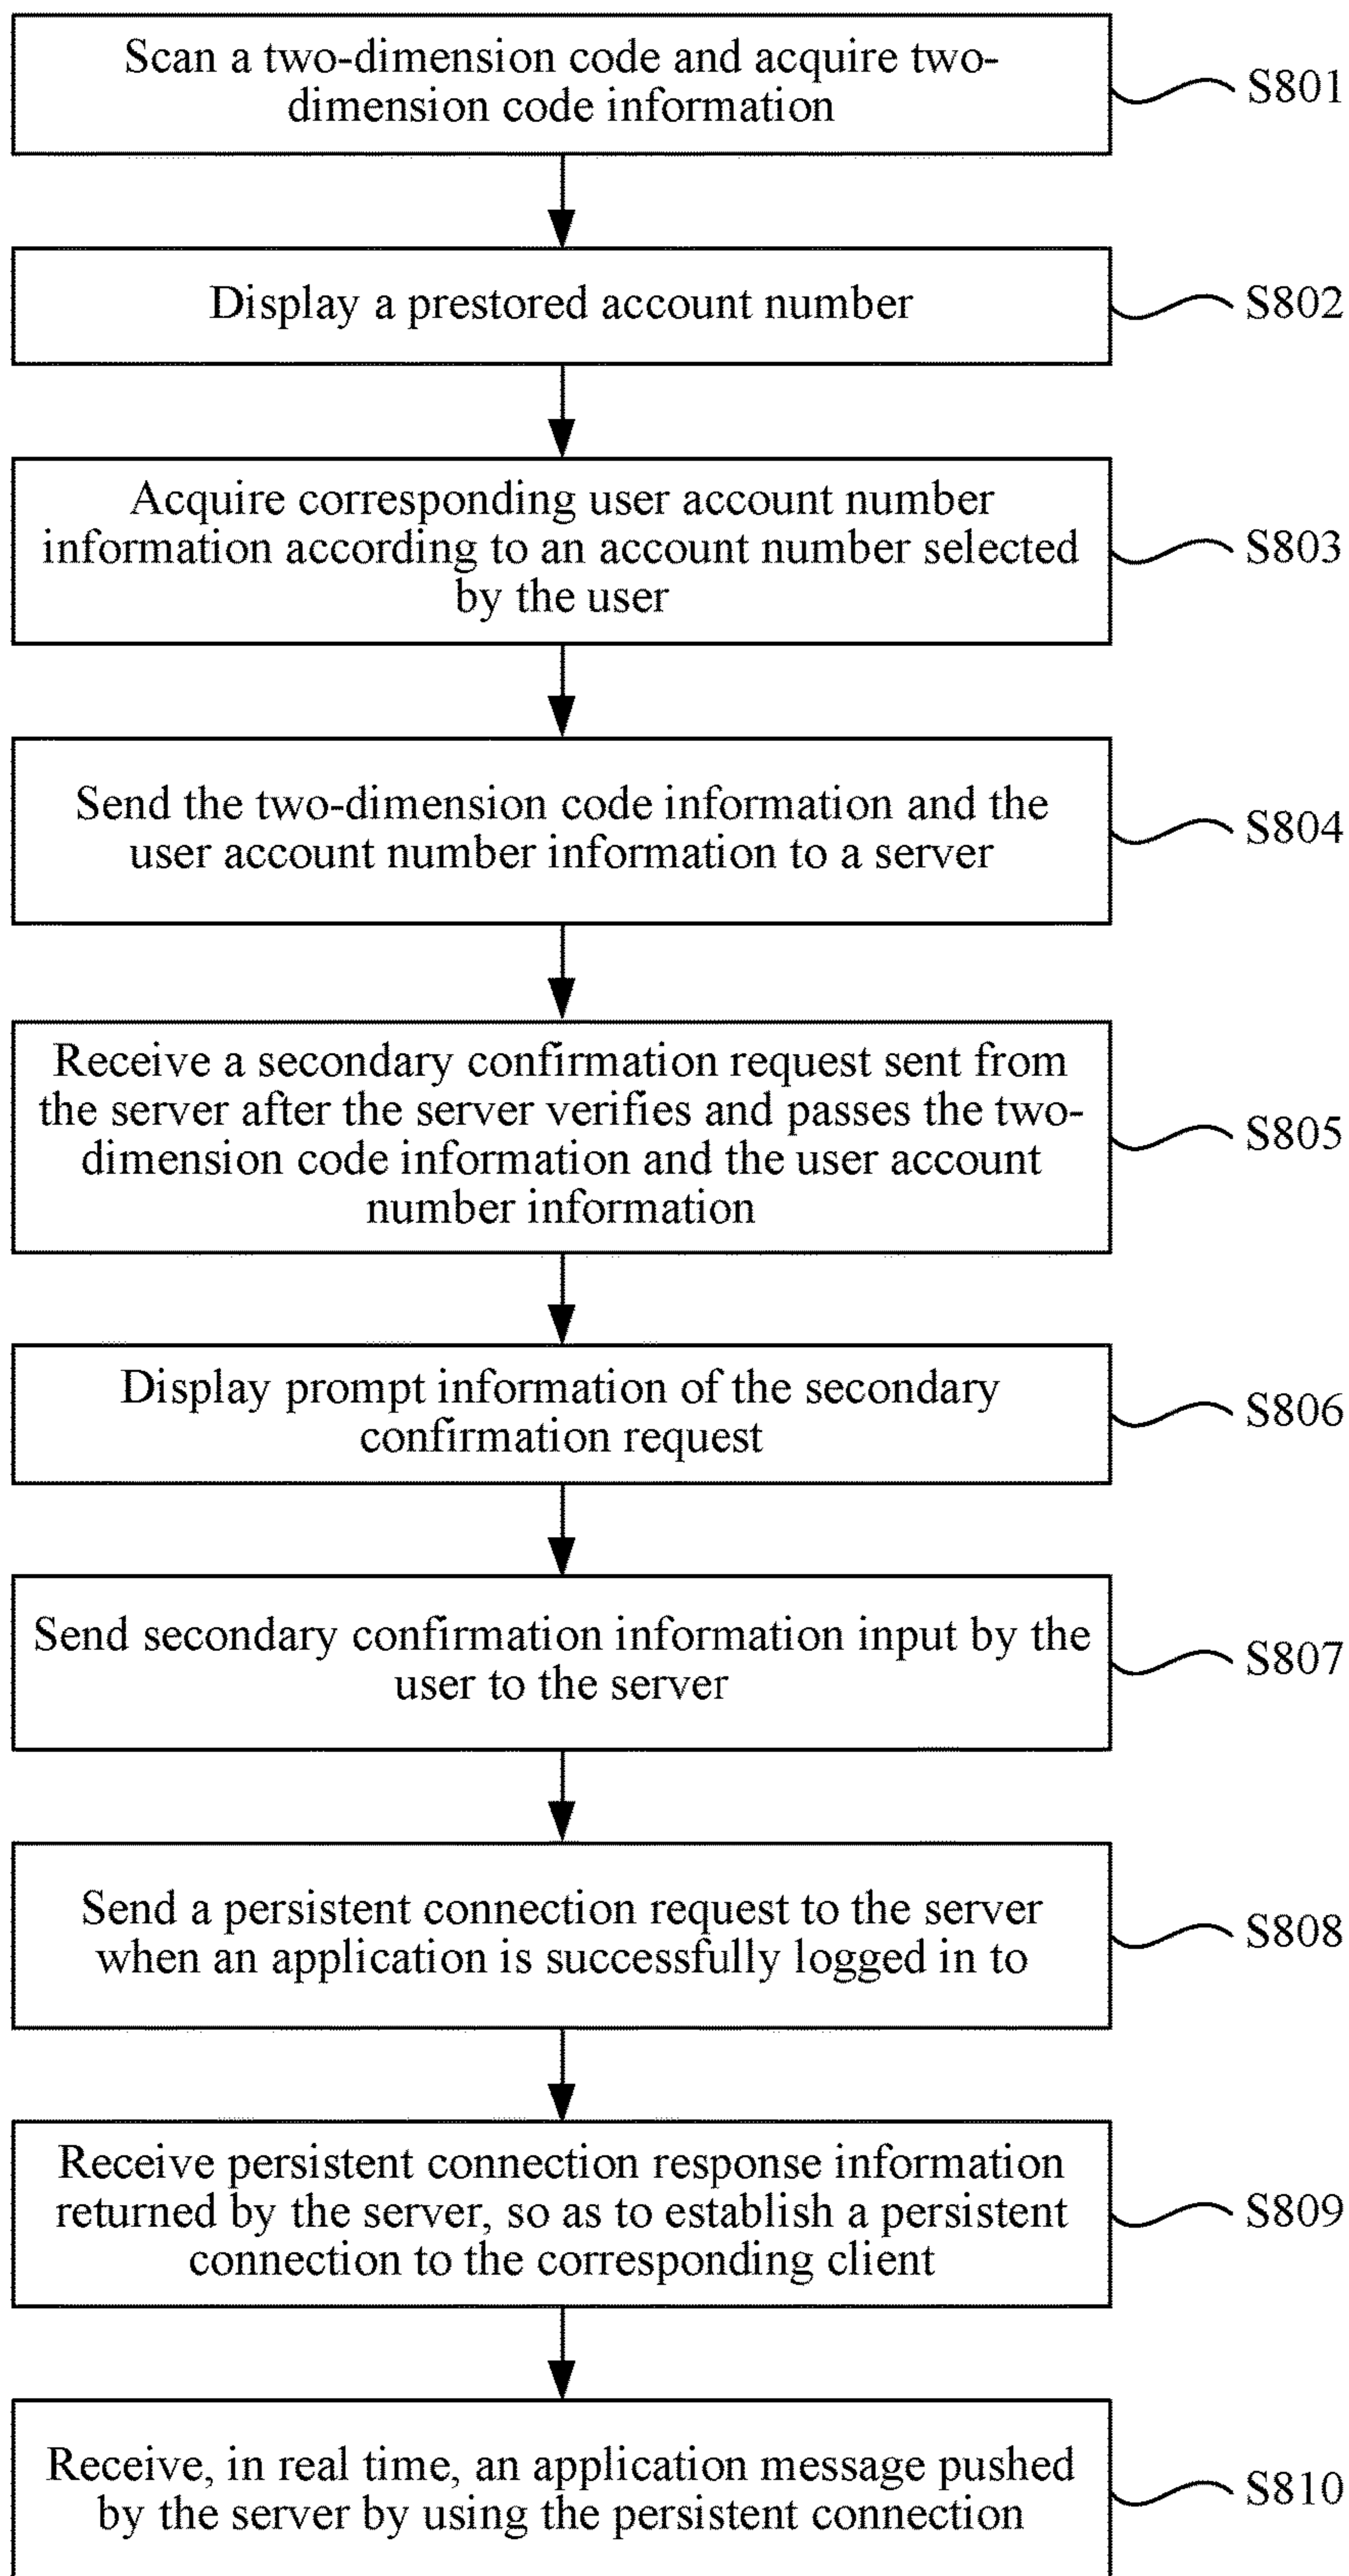 Scan a two-dimension code and acquire two-
dimension code information
S801
Display a prestored account number
S802
Acquire corresponding user account number
information according to an account number selected
by the user
S803
Send the two-dimension code information and the
user account number information to a server
S804
Receive a secondary confirmation request sent from
the server after the server verifies and passes the two-
dimension code information and the user account
number information
S805
Display prompt information of the secondary
confirmation request
S806
Send secondary confirmation information input by the
user to the server
S807
Send a persistent connection request to the server
when an application is successfully logged in to
S808
Receive persistent connection response information
returned by the server, so as to establish a persistent
connection to the corresponding client
S809
Receive, in real time, an application message pushed
by the server by using the persistent connection
S810